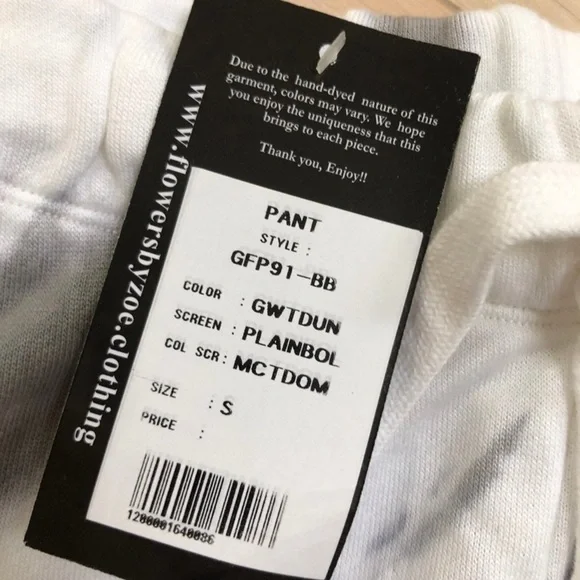 Due to the hand-dyed nature of this
garment, colors may vary. We hope
you enjoy the uniqueness that this
brings to each piece.
Thank you, Enjoy!!
www.flowersbyzoe.clothing
PANT
STYLE :
GFP91-BB
COLOR : GWTDUN
SCREEN : PLAINBOL
COL SCR: MCTDOM
SIZE : S
PRICE :
1200001640086